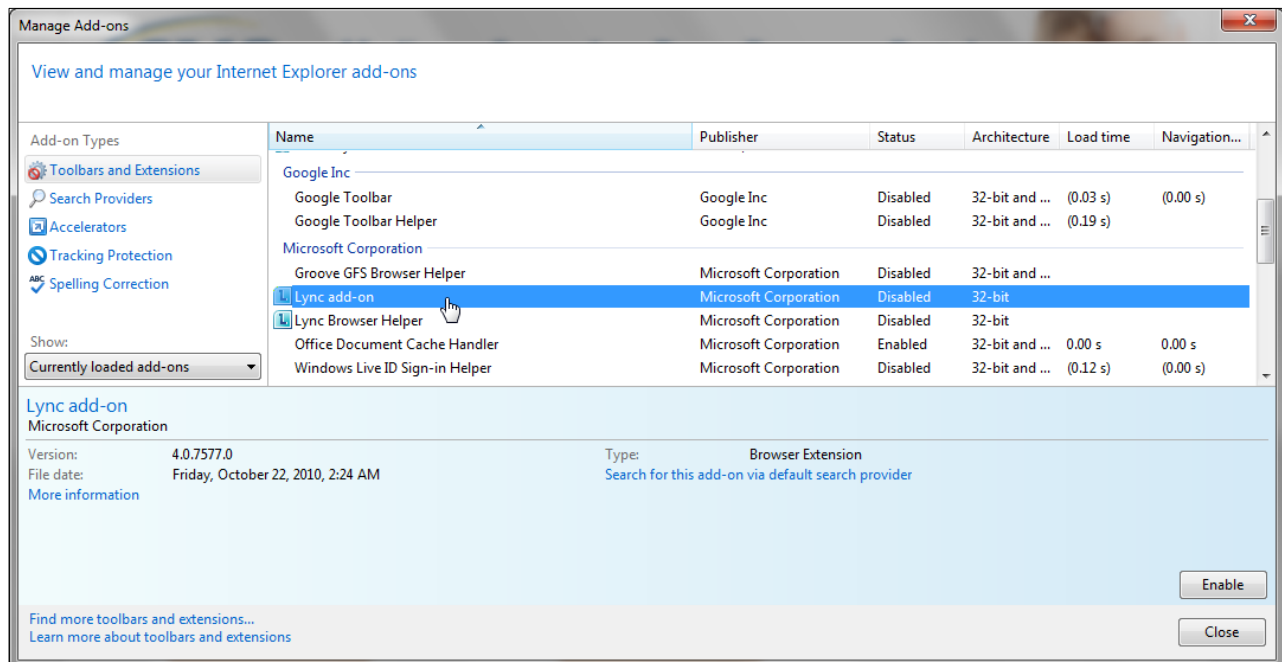 Manage Add-ons
View and manage your Internet Explorer add-ons
Add-on Types
Toolbars and Extensions
Search Providers
Accelerators
Tracking Protection
ABC Spelling Correction
Show:
Currently loaded add-ons
Name Publisher Status Architecture Load time Navigation...
Google Inc
Google Toolbar Google Inc Disabled 32-bit and ... (0.03 s) (0.00 s)
Google Toolbar Helper Google Inc Disabled 32-bit and ... (0.19 s)
Microsoft Corporation
Groove GFS Browser Helper Microsoft Corporation Disabled 32-bit and ...
Lync add-on Microsoft Corporation Disabled 32-bit
Lync Browser Helper Microsoft Corporation Disabled 32-bit
Office Document Cache Handler Microsoft Corporation Enabled 32-bit and ... 0.00 s 0.00 s
Windows Live ID Sign-in Helper Microsoft Corporation Disabled 32-bit and ... (0.12 s) (0.00 s)
Lync add-on
Microsoft Corporation
Version: 4.0.7577.0 Type: Browser Extension
File date: Friday, October 22, 2010, 2:24 AM Search for this add-on via default search provider
More information
Enable
Find more toolbars and extensions...
Learn more about toolbars and extensions
Close